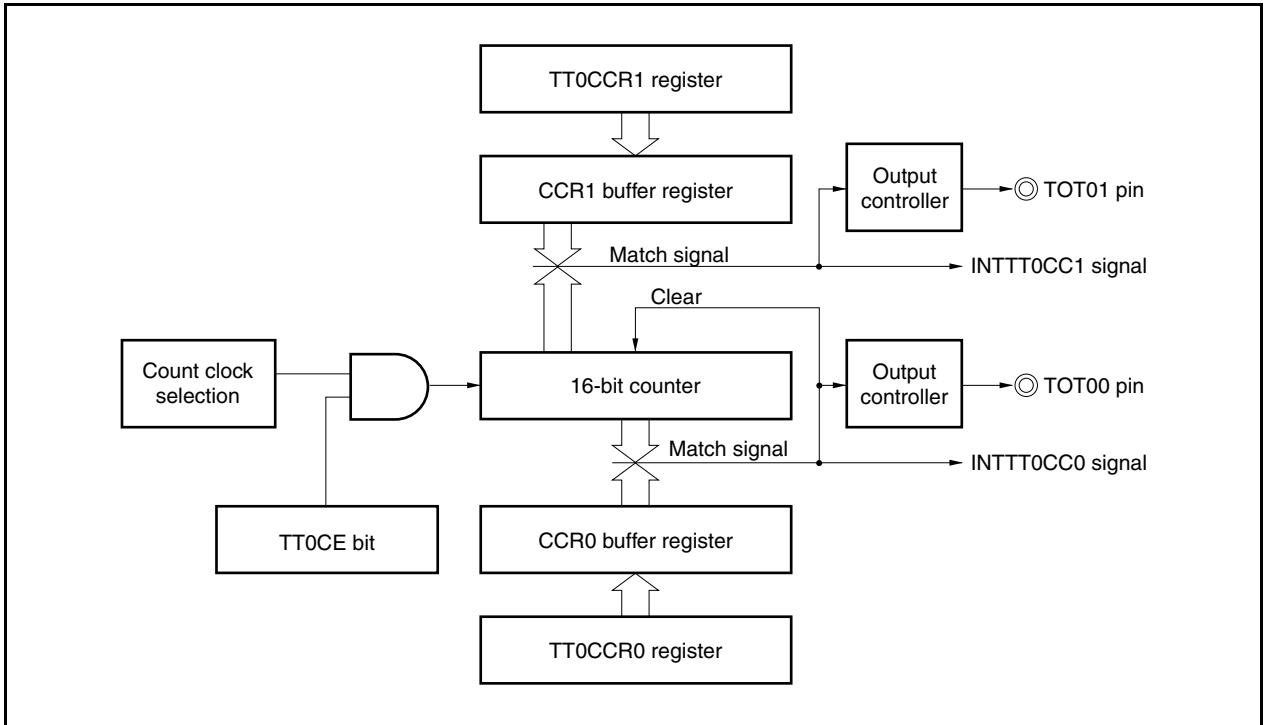 TT0CCR1 register
CCR1 buffer register
Output
controller
TOT01 pin
Match signal
INTTT0CC1 signal
Clear
Count clock
selection
16-bit counter
Output
controller
TOT00 pin
Match signal
INTTT0CC0 signal
TT0CE bit
CCR0 buffer register
TT0CCR0 register